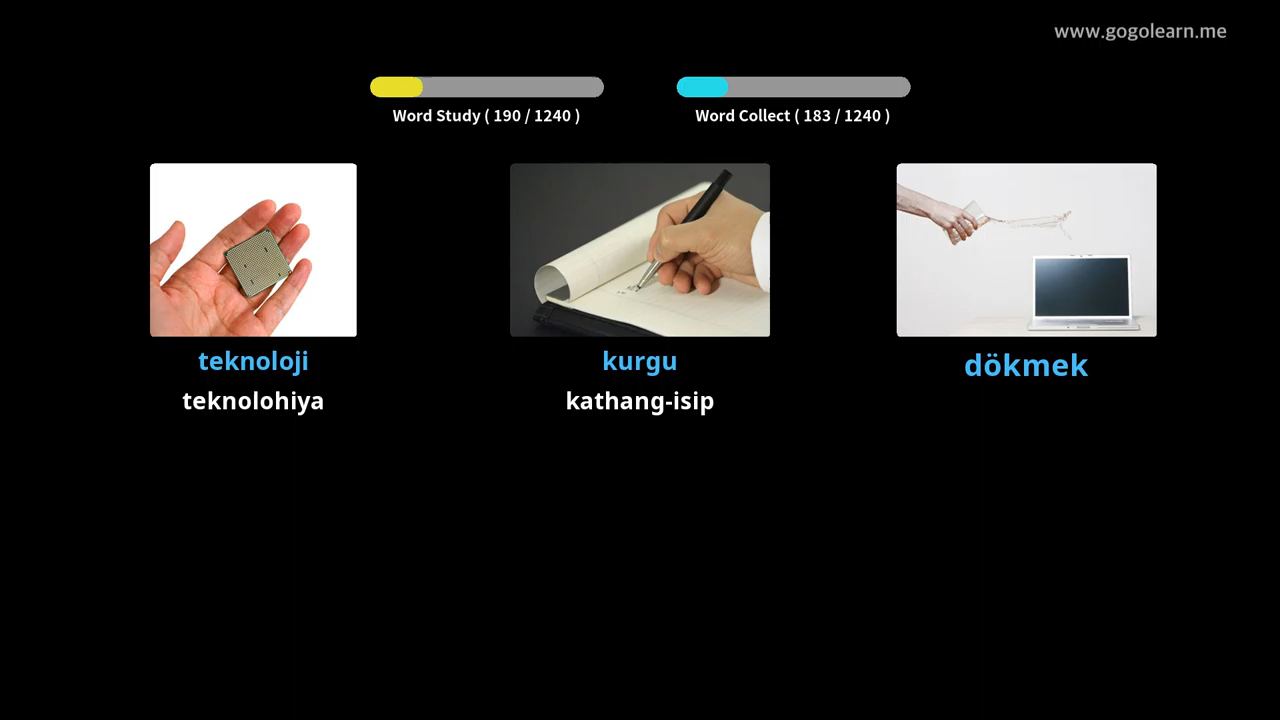 www.gogolearn.me
Word Study ( 190 / 1240 )
Word Collect ( 183 / 1240 )
teknoloji
teknolohiya
kurgu
kathang-isip
dökmek